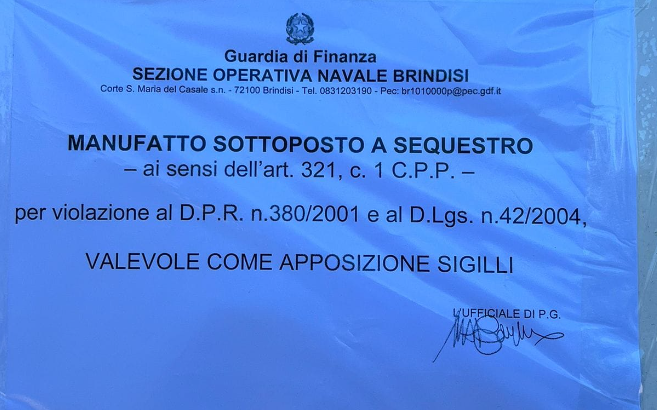 Guardia di Finanza
SEZIONE OPERATIVA NAVALE BRINDISI
Corte S. Maria del Casale s.n. - 72100 Brindisi - Tel. 0831203190 - Pec: br1010000p@pec.gdf.it
MANUFATTO SOTTOPOSTO A SEQUESTRO
– ai sensi dell'art. 321, c. 1 C.P.P. –
per violazione al D.P.R. n.380/2001 e al D.Lgs. n.42/2004,
VALEVOLE COME APPOSIZIONE SIGILLI
L'UFFICIALE DI P.G.